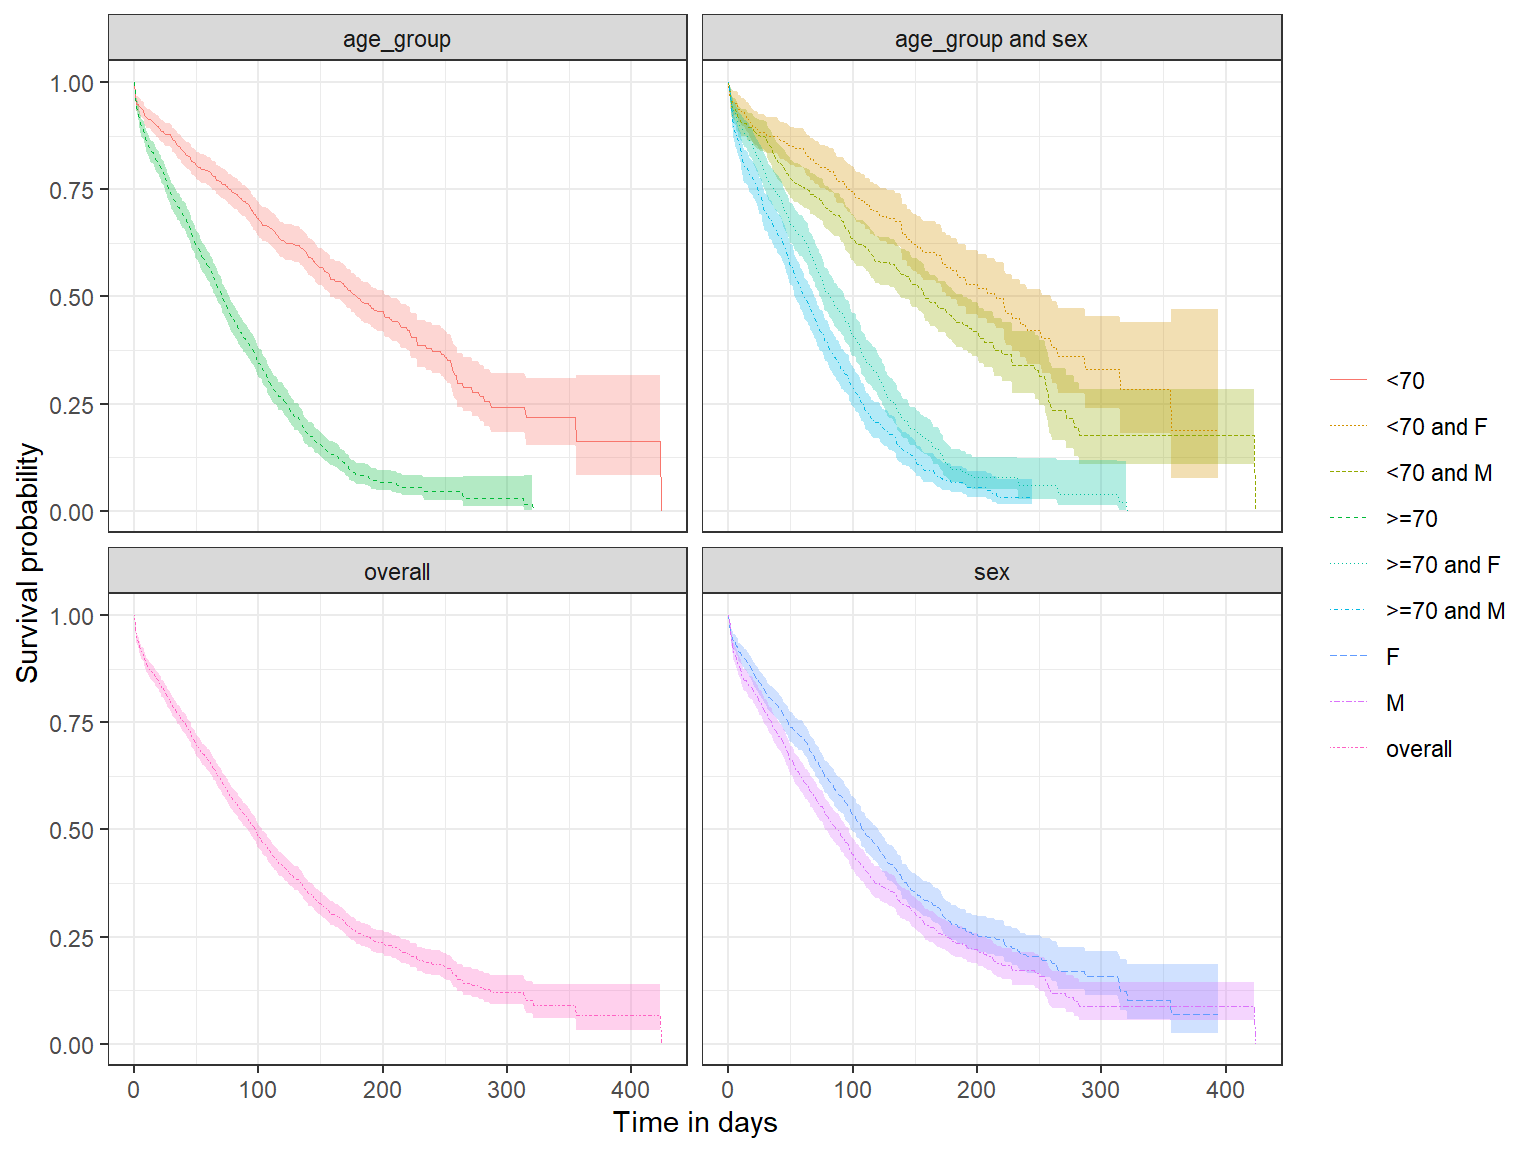 age_group
age_group and sex
1.00
0.75
0.50
0.25
0.00
overall
sex
1.00
0.75
0.50
0.25
0.00
0 100 200 300 400
0 100 200 300 400
Time in days
Survival probability
<70
<70 and F
<70 and M
>=70
>=70 and F
>=70 and M
F
M
overall